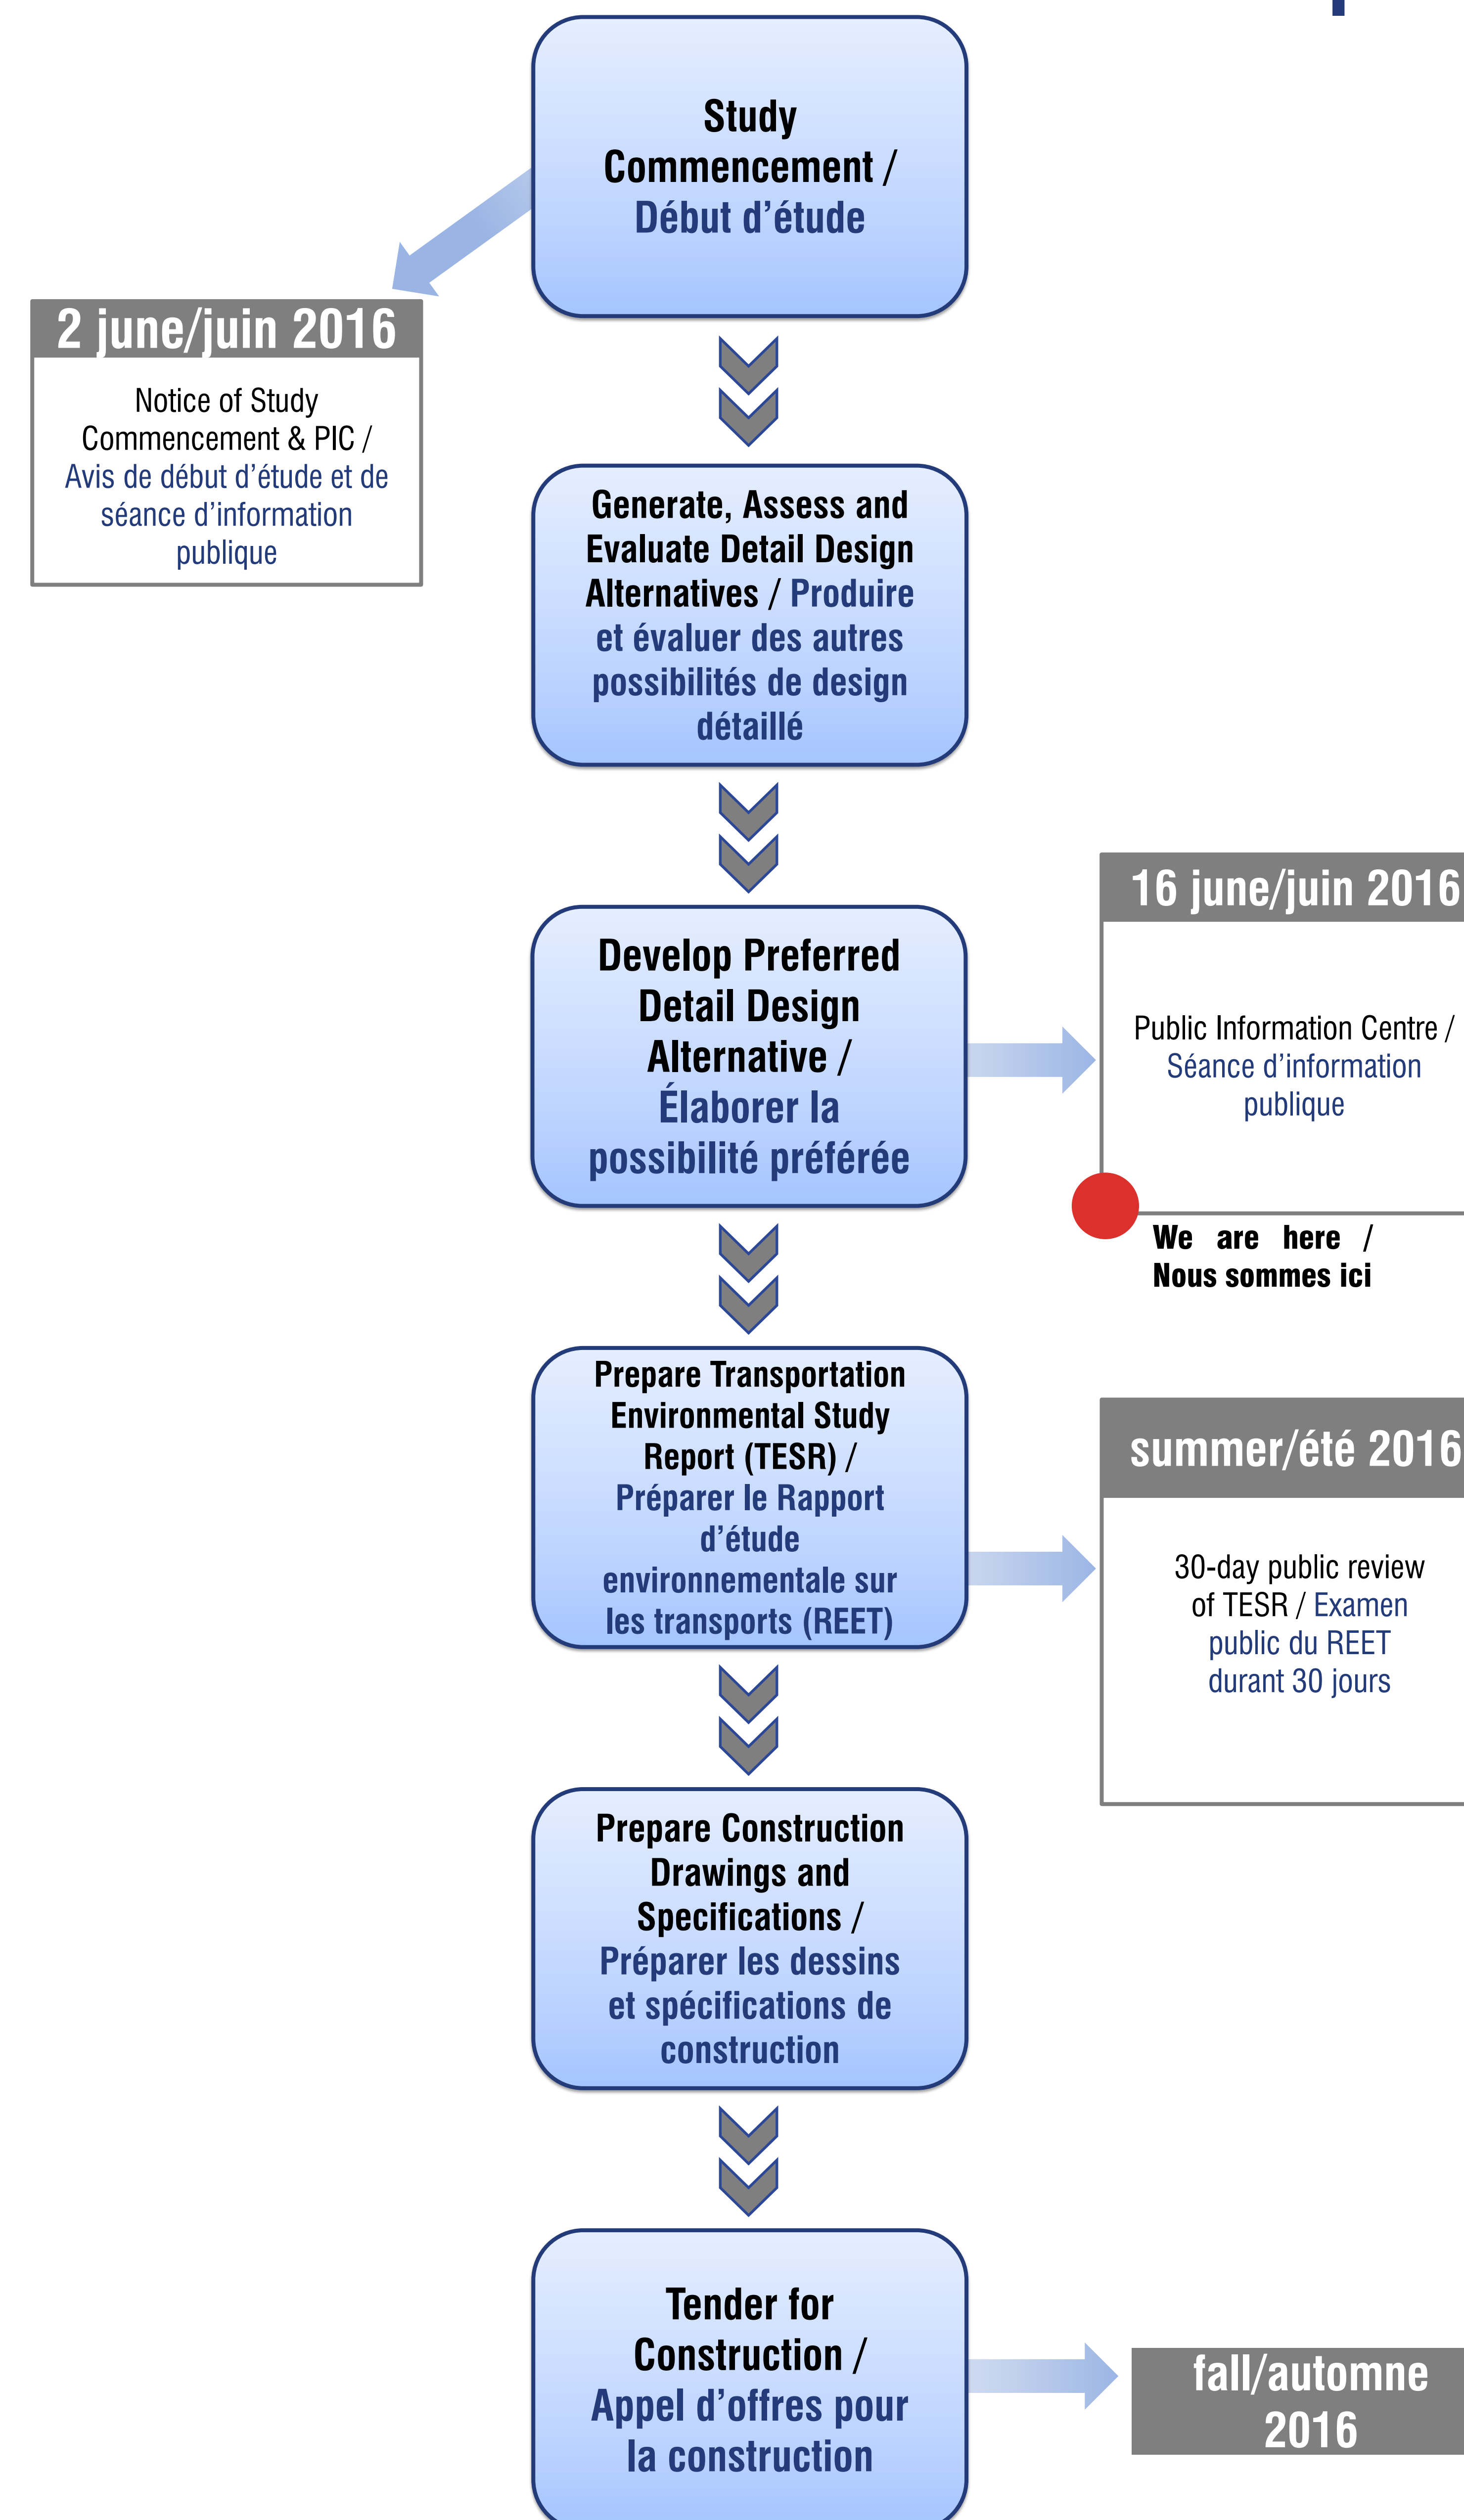 Study
Commencement /
Début d'étude
2 june/juin 2016
Notice of Study
Commencement & PIC /
Avis de début d'étude et de
séance d'information
publique
Generate, Assess and
Evaluate Detail Design
Alternatives / Produire
et évaluer des autres
possibilités de design
détaillé
Develop Preferred
Detail Design
Alternative /
Élaborer la
possibilité préférée
16 june/juin 2016
Public Information Centre /
Séance d'information
publique
We are here /
Nous sommes ici
Prepare Transportation
Environmental Study
Report (TESR) /
Préparer le Rapport
d'étude
environnementale sur
les transports (REET)
summer/été 2016
30-day public review
of TESR / Examen
public du REET
durant 30 jours
Prepare Construction
Drawings and
Specifications /
Préparer les dessins
et spécifications de
construction
Tender for
Construction /
Appel d'offres pour
la construction
fall/automne
2016